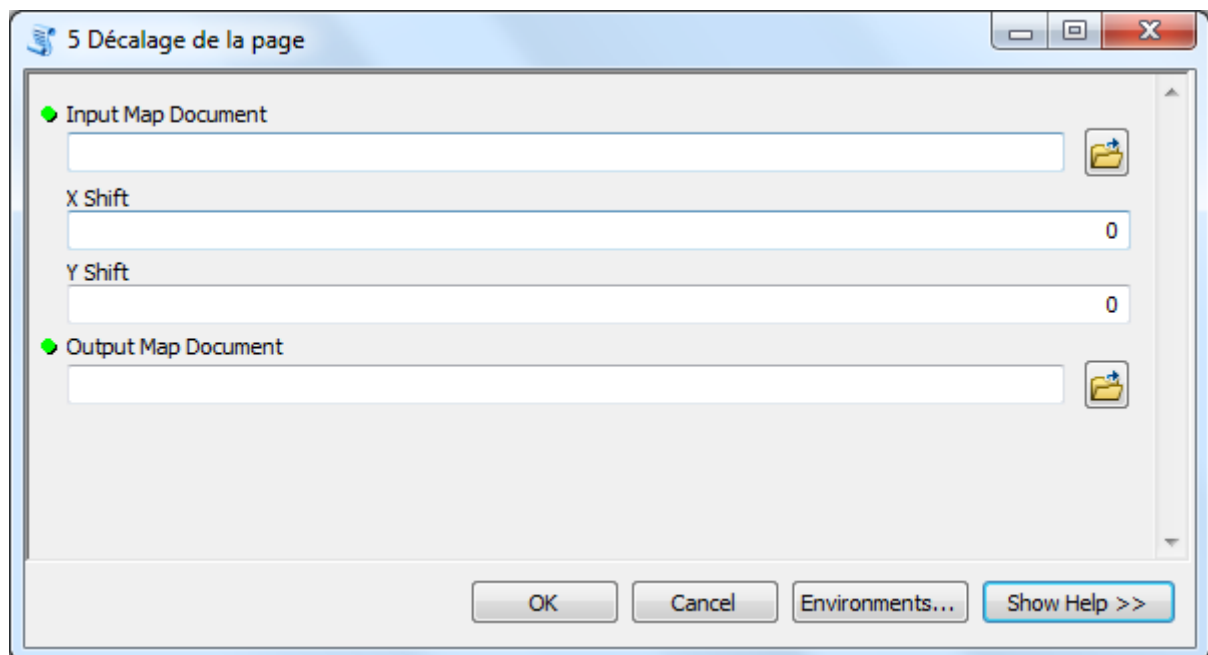 5 Décalage de la page
Input Map Document
X Shift
0
Y Shift
0
Output Map Document
OK Cancel Environments... Show Help >>